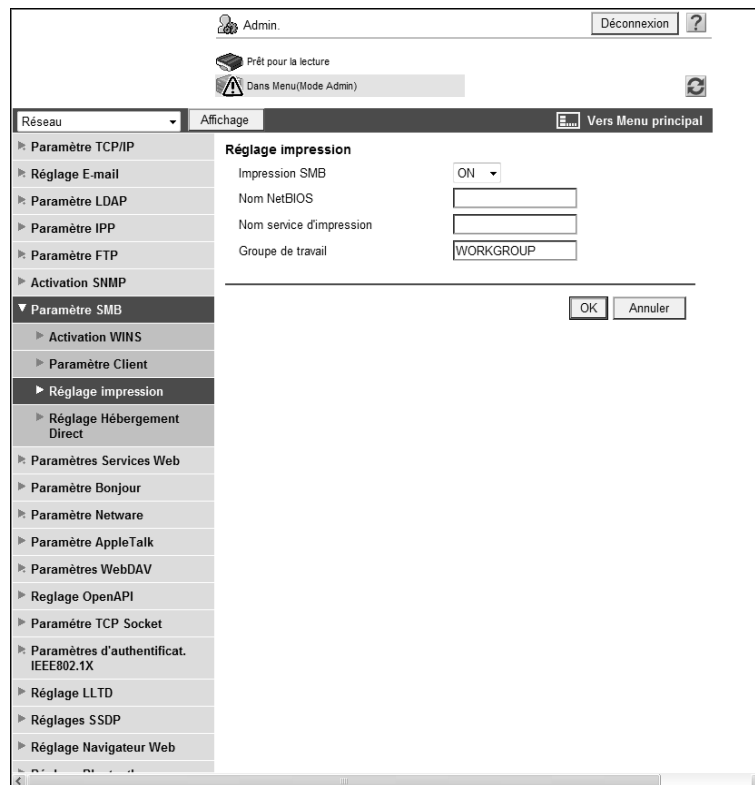 Admin.
Déconnexion
?
Prêt pour la lecture
Dans Menu(Mode Admin)
Réseau
Affichage
Vers Menu principal
Paramètre TCP/IP
Réglage E-mail
Paramètre LDAP
Paramètre IPP
Paramètre FTP
Activation SNMP
Paramètre SMB
Activation WINS
Paramètre Client
Réglage impression
Réglage Hébergement
Direct
Paramètres Services Web
Paramètre Bonjour
Paramètre Netware
Paramètre AppleTalk
Paramètres WebDAV
Reglage OpenAPI
Paramétre TCP Socket
Paramètres d'authentificat.
IEEE802.1X
Réglage LLTD
Réglages SSDP
Réglage Navigateur Web
Réglage impression
Impression SMB
ON
Nom NetBIOS
Nom service d'impression
Groupe de travail
WORKGROUP
OK
Annuler